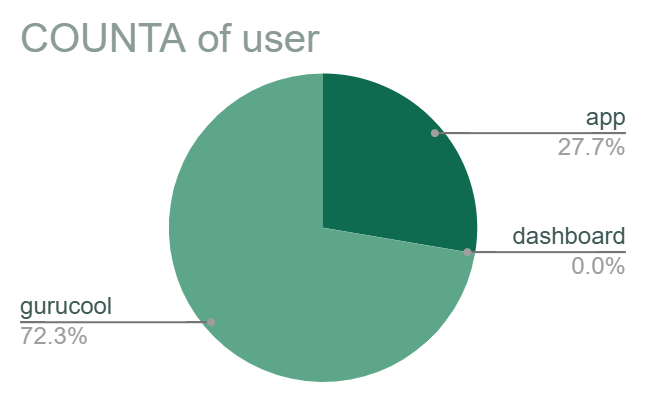 COUNTA of user
app
27.7%
dashboard
0.0%
gurucool
72.3%